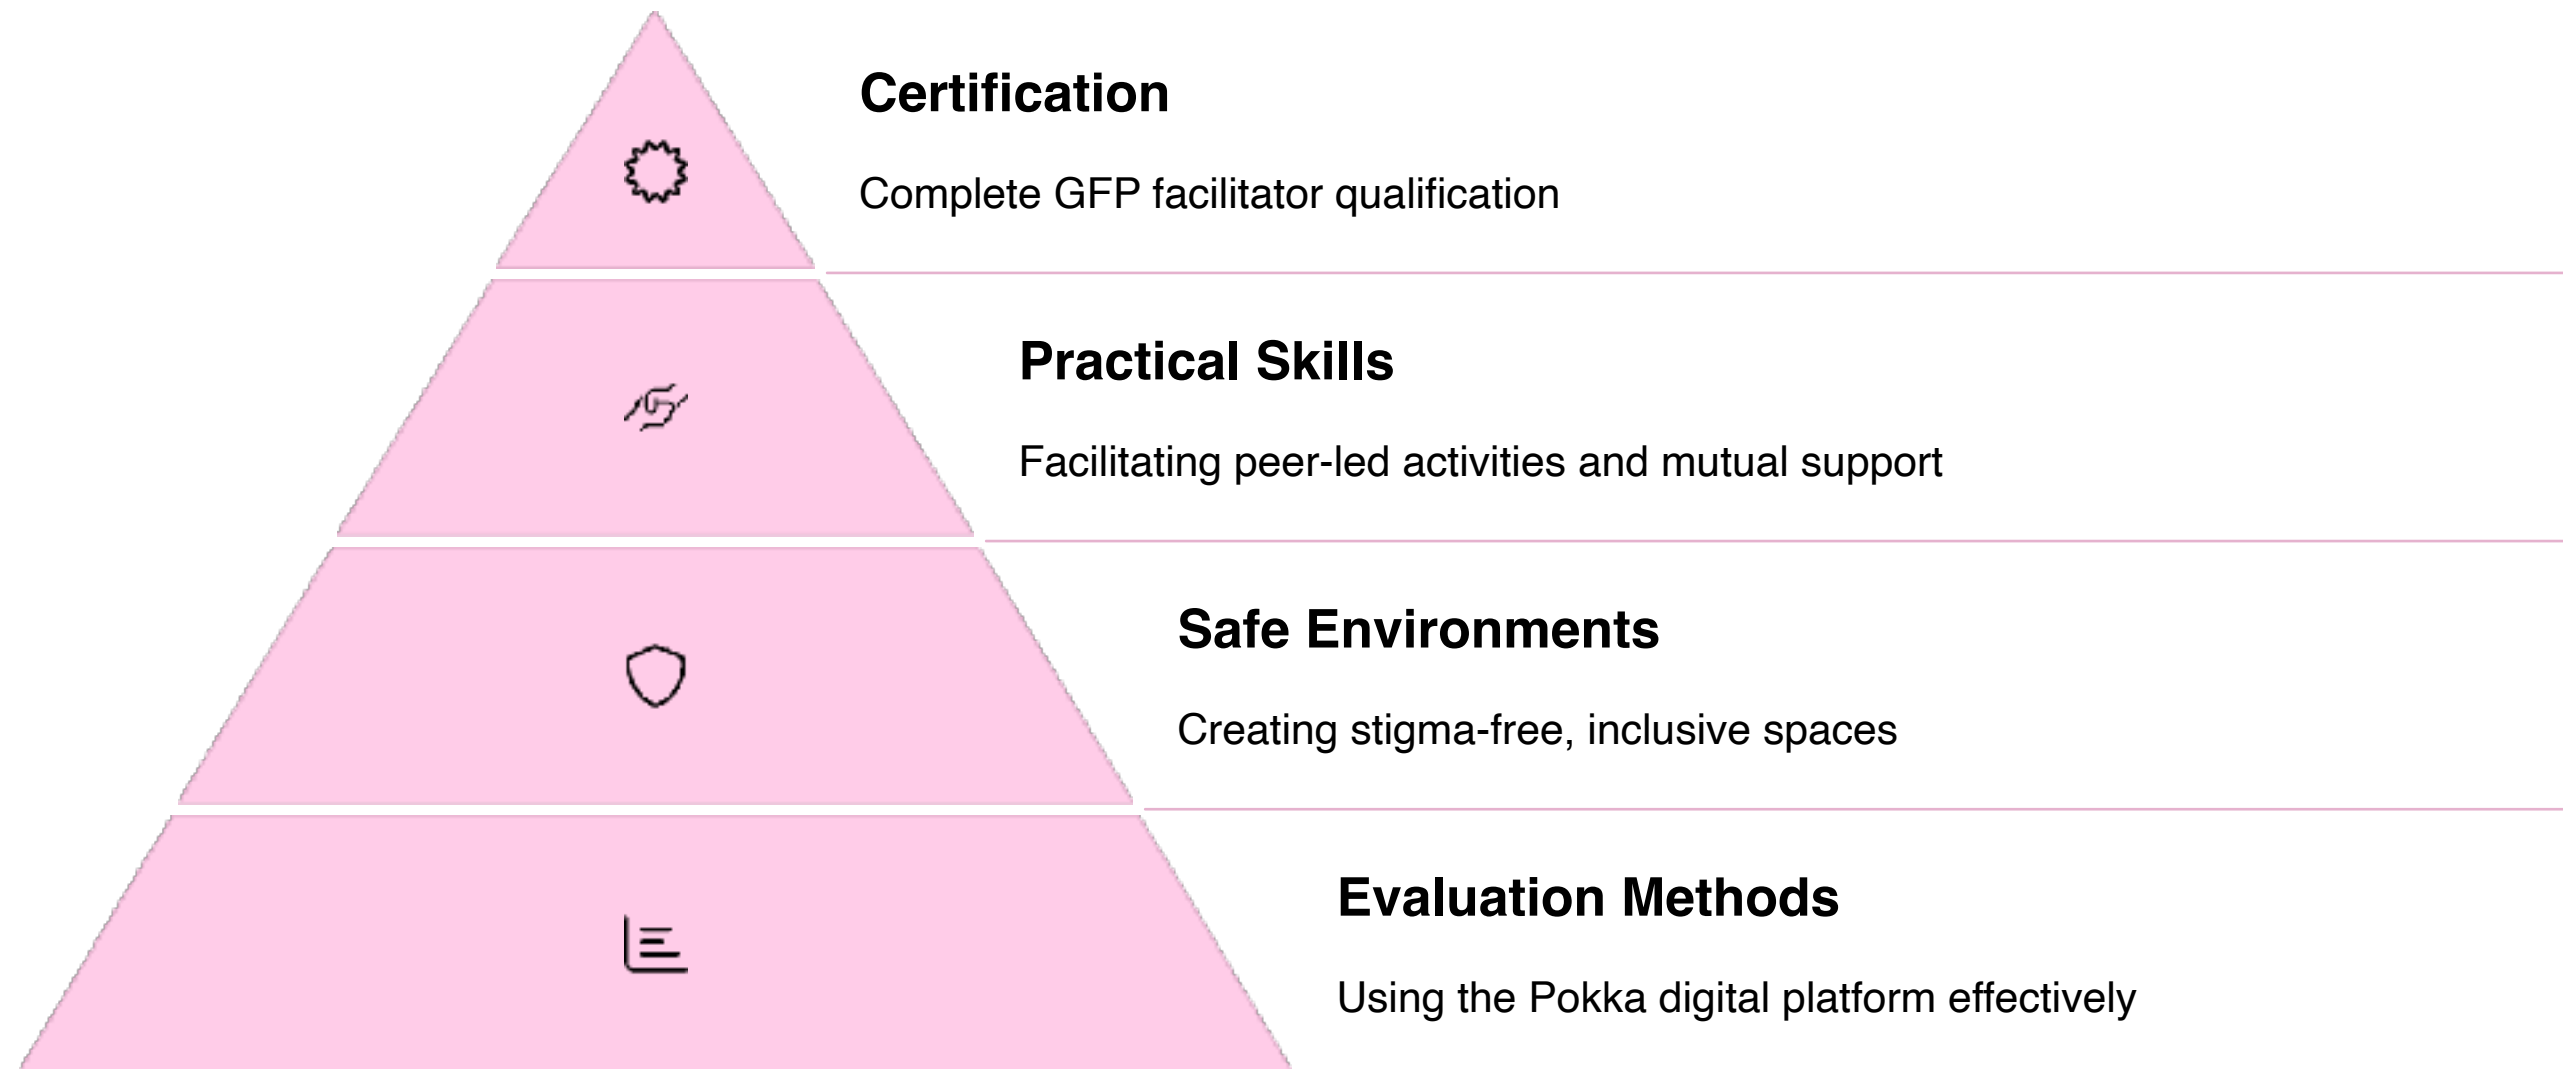 Certification
Complete GFP facilitator qualification
Practical Skills
Facilitating peer-led activities and mutual support
Safe Environments
Creating stigma-free, inclusive spaces
Evaluation Methods
Using the Pokka digital platform effectively